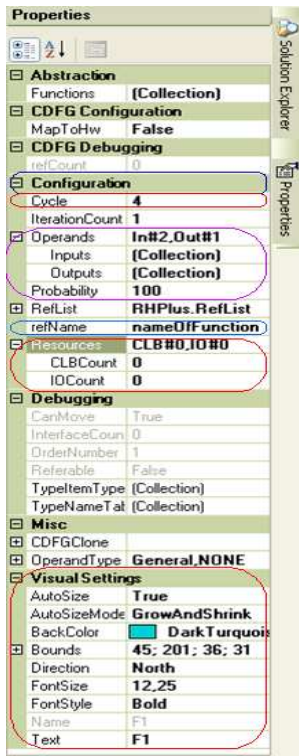 Properties
Abstraction
Functions (Collection)
CDFG Configuration
MapToHw False
CDFG Debugging
refCount 0
Configuration
Cycle 4
IterationCount 1
Operands In#2,Out#1
Inputs (Collection)
Outputs (Collection)
Probability 100
RefList RHPlus.RefList
refName nameOfFunction
Resources CLB#0,IO#0
CLBCount 0
IOCount 0
Debugging
CanMove True
InterfaceCoun 0
OrderNumber 1
Referable False
TypeItemType (Collection)
TypeNameTab (Collection)
Misc
CDFGClone
OperandType General,NONE
Visual Settings
AutoSize True
AutoSizeMode GrowAndShrink
BackColor DarkTurquois
Bounds 45; 201; 36; 31
Direction North
FontSize 12,25
FontStyle Bold
Name F1
Text F1
Solution Explorer
Properties